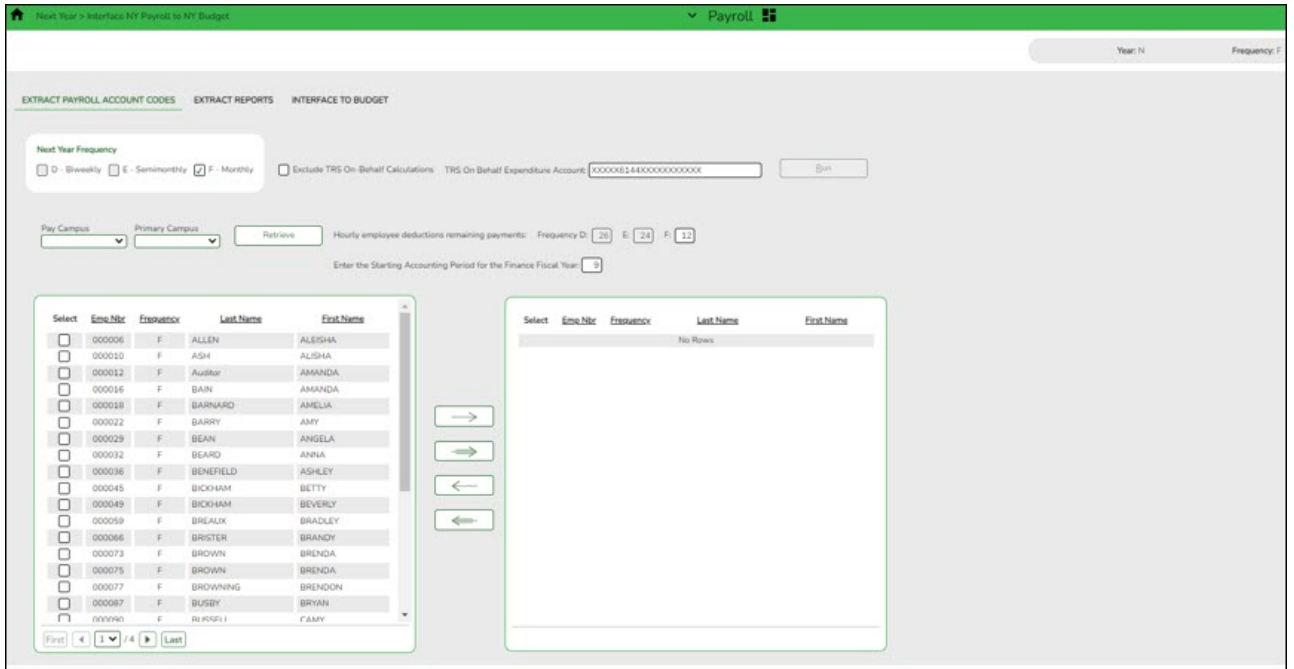 Next Year > Interface NY Payroll to NY Budget
Payroll
Year: N Frequency: F
EXTRACT PAYROLL ACCOUNT CODES EXTRACT REPORTS INTERFACE TO BUDGET
Next Year Frequency
D - Biweekly E - Semimonthly F - Monthly Exclude TRS On-Behalf Calculations TRS On Behalf Expenditure Account: XXXXX6144XXXXXXXXXXX Run
Pay Campus Primary Campus
Retrieve Hourly employee deductions remaining payments: Frequency D: 26 E: 24 F: 12
Enter the Starting Accounting Period for the Finance Fiscal Year: 9
Select Emp Nbr Frequency Last Name First Name
000006 F ALLEN ALEISHA
000010 F ASH ALISHA
000012 F Auditor AMANDA
000016 F BAIN AMANDA
000018 F BARNARD AMELIA
000022 F BARRY AMY
000029 F BEAN ANGELA
000032 F BEARD ANNA
000036 F BENEFIELD ASHLEY
000045 F BICKHAM BETTY
000049 F BICKHAM BEVERLY
000059 F BREAUX BRADLEY
000066 F BRISTER BRANDY
000073 F BROWN BRENDA
000075 F BROWN BRENDA
000077 F BROWNING BRENDON
000087 F BUSBY BRYAN
000090 F BUSSELL CAMY
First 1 / 4 Last
Select Emp Nbr Frequency Last Name First Name
No Rows